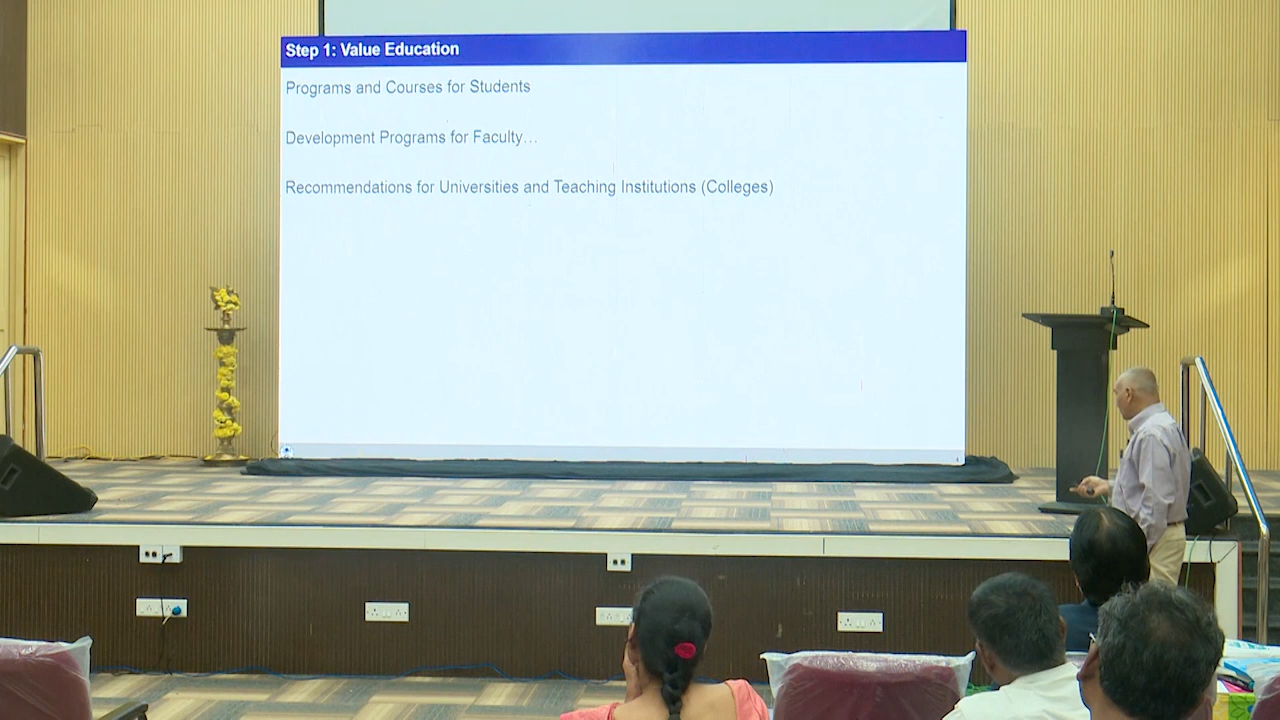 Step 1: Value Education
Programs and Courses for Students
Development Programs for Faculty…
Recommendations for Universities and Teaching Institutions (Colleges)